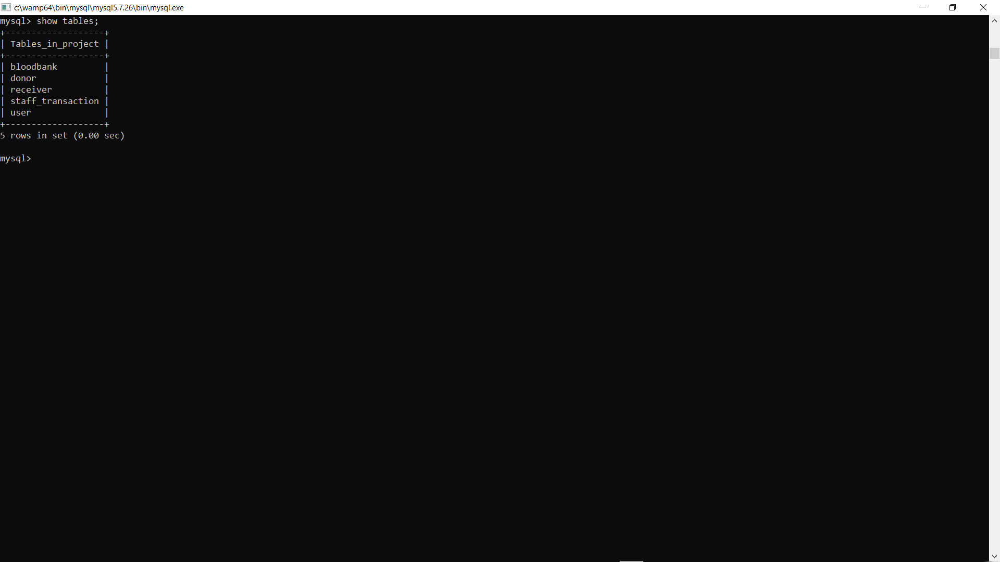 c:\wamp64\bin\mysql\mysql5.7.26\bin\mysql.exe
mysql> show tables;
+-------------------+
| Tables_in_project |
+-------------------+
| bloodbank         |
| donor             |
| receiver          |
| staff_transaction |
| user              |
+-------------------+
5 rows in set (0.00 sec)
mysql>